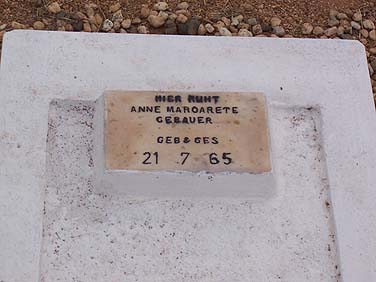 HIER RUHT
ANNE MARGARETE
GEBAUER
GEB & GES
21 7 65